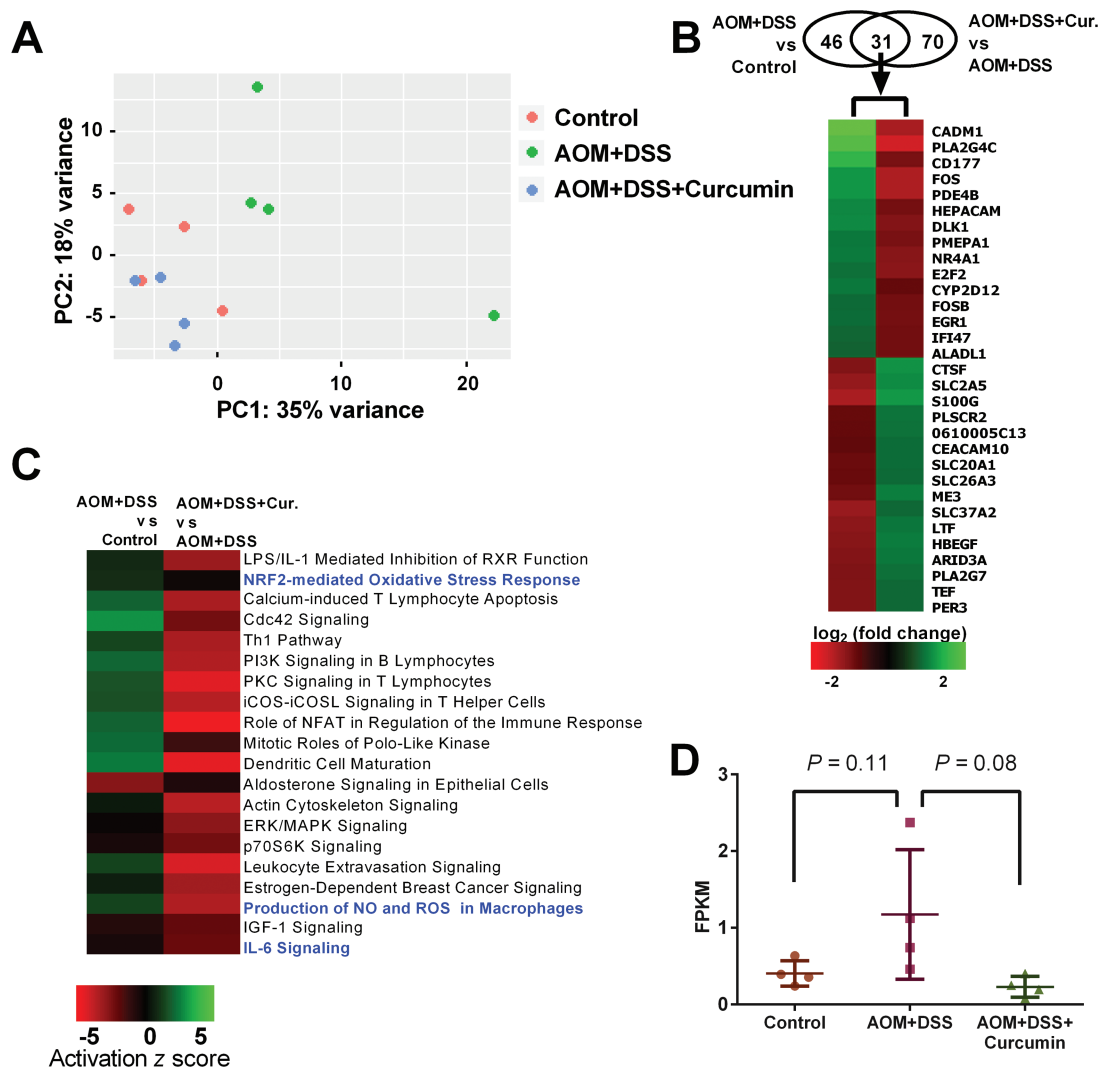 A
10
5
0
-5
PC2: 18% variance
0
10
20
PC1: 35% variance
Control
AOM+DSS
AOM+DSS+Curcumin
B
AOM+DSS
vs
Control
46
31
70
AOM+DSS+Cur.
vs
AOM+DSS
CADM1
PLA2G4C
CD177
FOS
PDE4B
HEPACAM
DLK1
PMEPA1
NR4A1
E2F2
CYP2D12
FOSB
EGR1
IFI47
ALADL1
CTSF
SLC2A5
S100G
PLSCR2
0610005C13
CEACAM10
SLC20A1
SLC26A3
ME3
SLC37A2
LTF
HBEGF
ARID3A
PLA2G7
TEF
PER3
log2 (fold change)
-2
2
C
AOM+DSS
vs
Control
AOM+DSS+Cur.
vs
AOM+DSS
LPS/IL-1 Mediated Inhibition of RXR Function
NRF2-mediated Oxidative Stress Response
Calcium-induced T Lymphocyte Apoptosis
Cdc42 Signaling
Th1 Pathway
PI3K Signaling in B Lymphocytes
PKC Signaling in T Lymphocytes
iCOS-iCOSL Signaling in T Helper Cells
Role of NFAT in Regulation of the Immune Response
Mitotic Roles of Polo-Like Kinase
Dendritic Cell Maturation
Aldosterone Signaling in Epithelial Cells
Actin Cytoskeleton Signaling
ERK/MAPK Signaling
p70S6K Signaling
Leukocyte Extravasation Signaling
Estrogen-Dependent Breast Cancer Signaling
Production of NO and ROS in Macrophages
IGF-1 Signaling
IL-6 Signaling
-5
0
5
Activation z score
D
P = 0.11
P = 0.08
3
2
1
0
FPKM
Control
AOM+DSS
AOM+DSS+
Curcumin